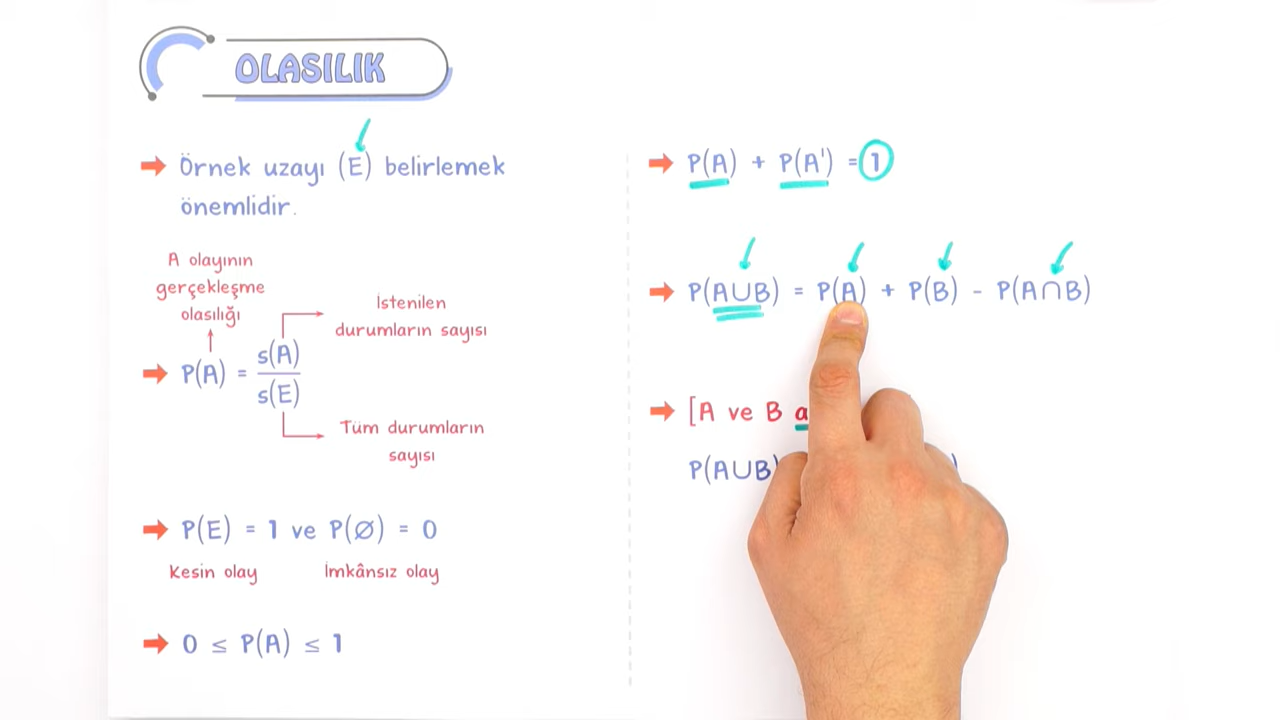 OLASILIK
Örnek uzayı (E) belirlemek
önemlidir.
A olayının
gerçekleşme
olasılığı
İstenilen
durumların sayısı
P(A) = s(A)/s(E)
Tüm durumların
sayısı
P(E) = 1 ve P(∅) = 0
Kesin olay
İmkânsız olay
0 ≤ P(A) ≤ 1
P(A) + P(A') = 1
P(A∪B) = P(A) + P(B) - P(A∩B)
[A ve B
P(A∪B)